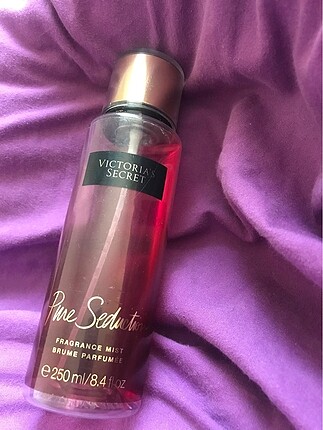 VICTORIA'S
SECRET
Pure Seduction
FRAGRANCE MIST
BRUME PARFUMÉE
e 250 ml/8.4 fl oz